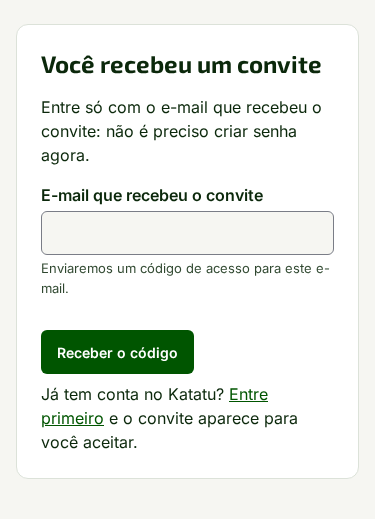 Você recebeu um convite
Entre só com o e-mail que recebeu o
convite: não é preciso criar senha
agora.
E-mail que recebeu o convite
Enviaremos um código de acesso para este e-
mail.
Receber o código
Já tem conta no Katatu? Entre
primeiro e o convite aparece para
você aceitar.